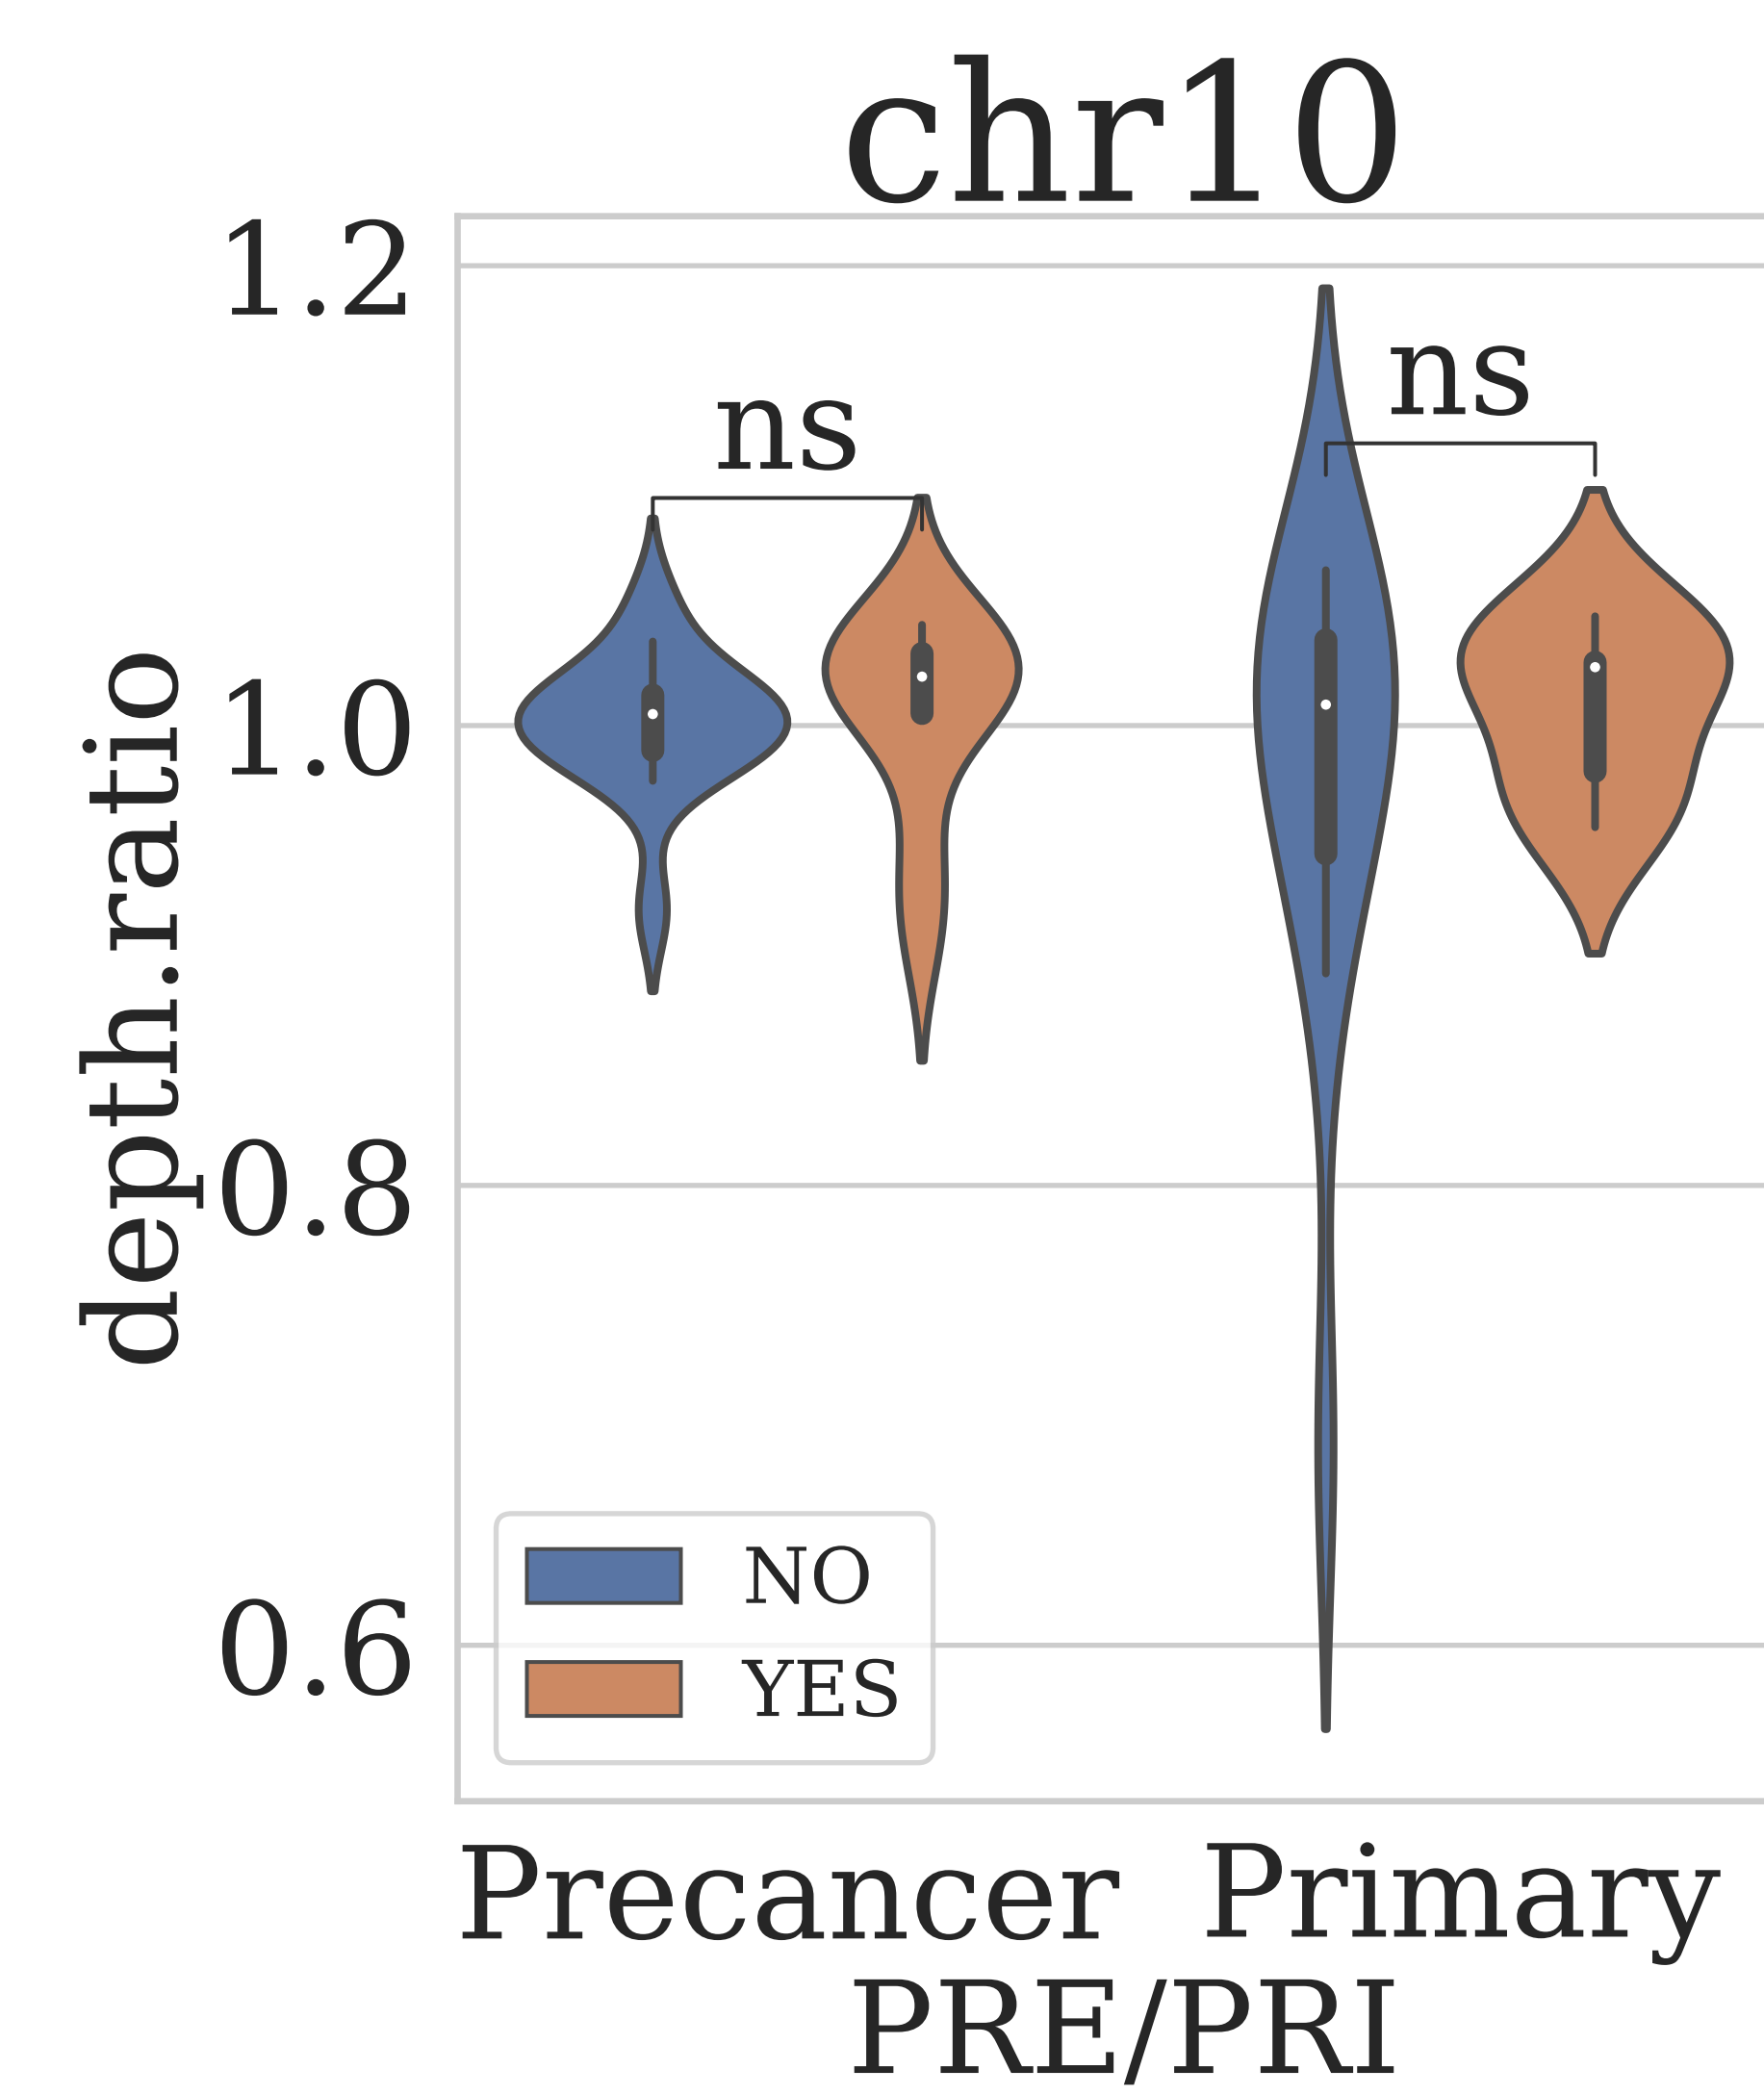 chr10
1.2
1.0
0.8
0.6
depth.ratio
ns
ns
NO
YES
Precancer Primary
PRE/PRI